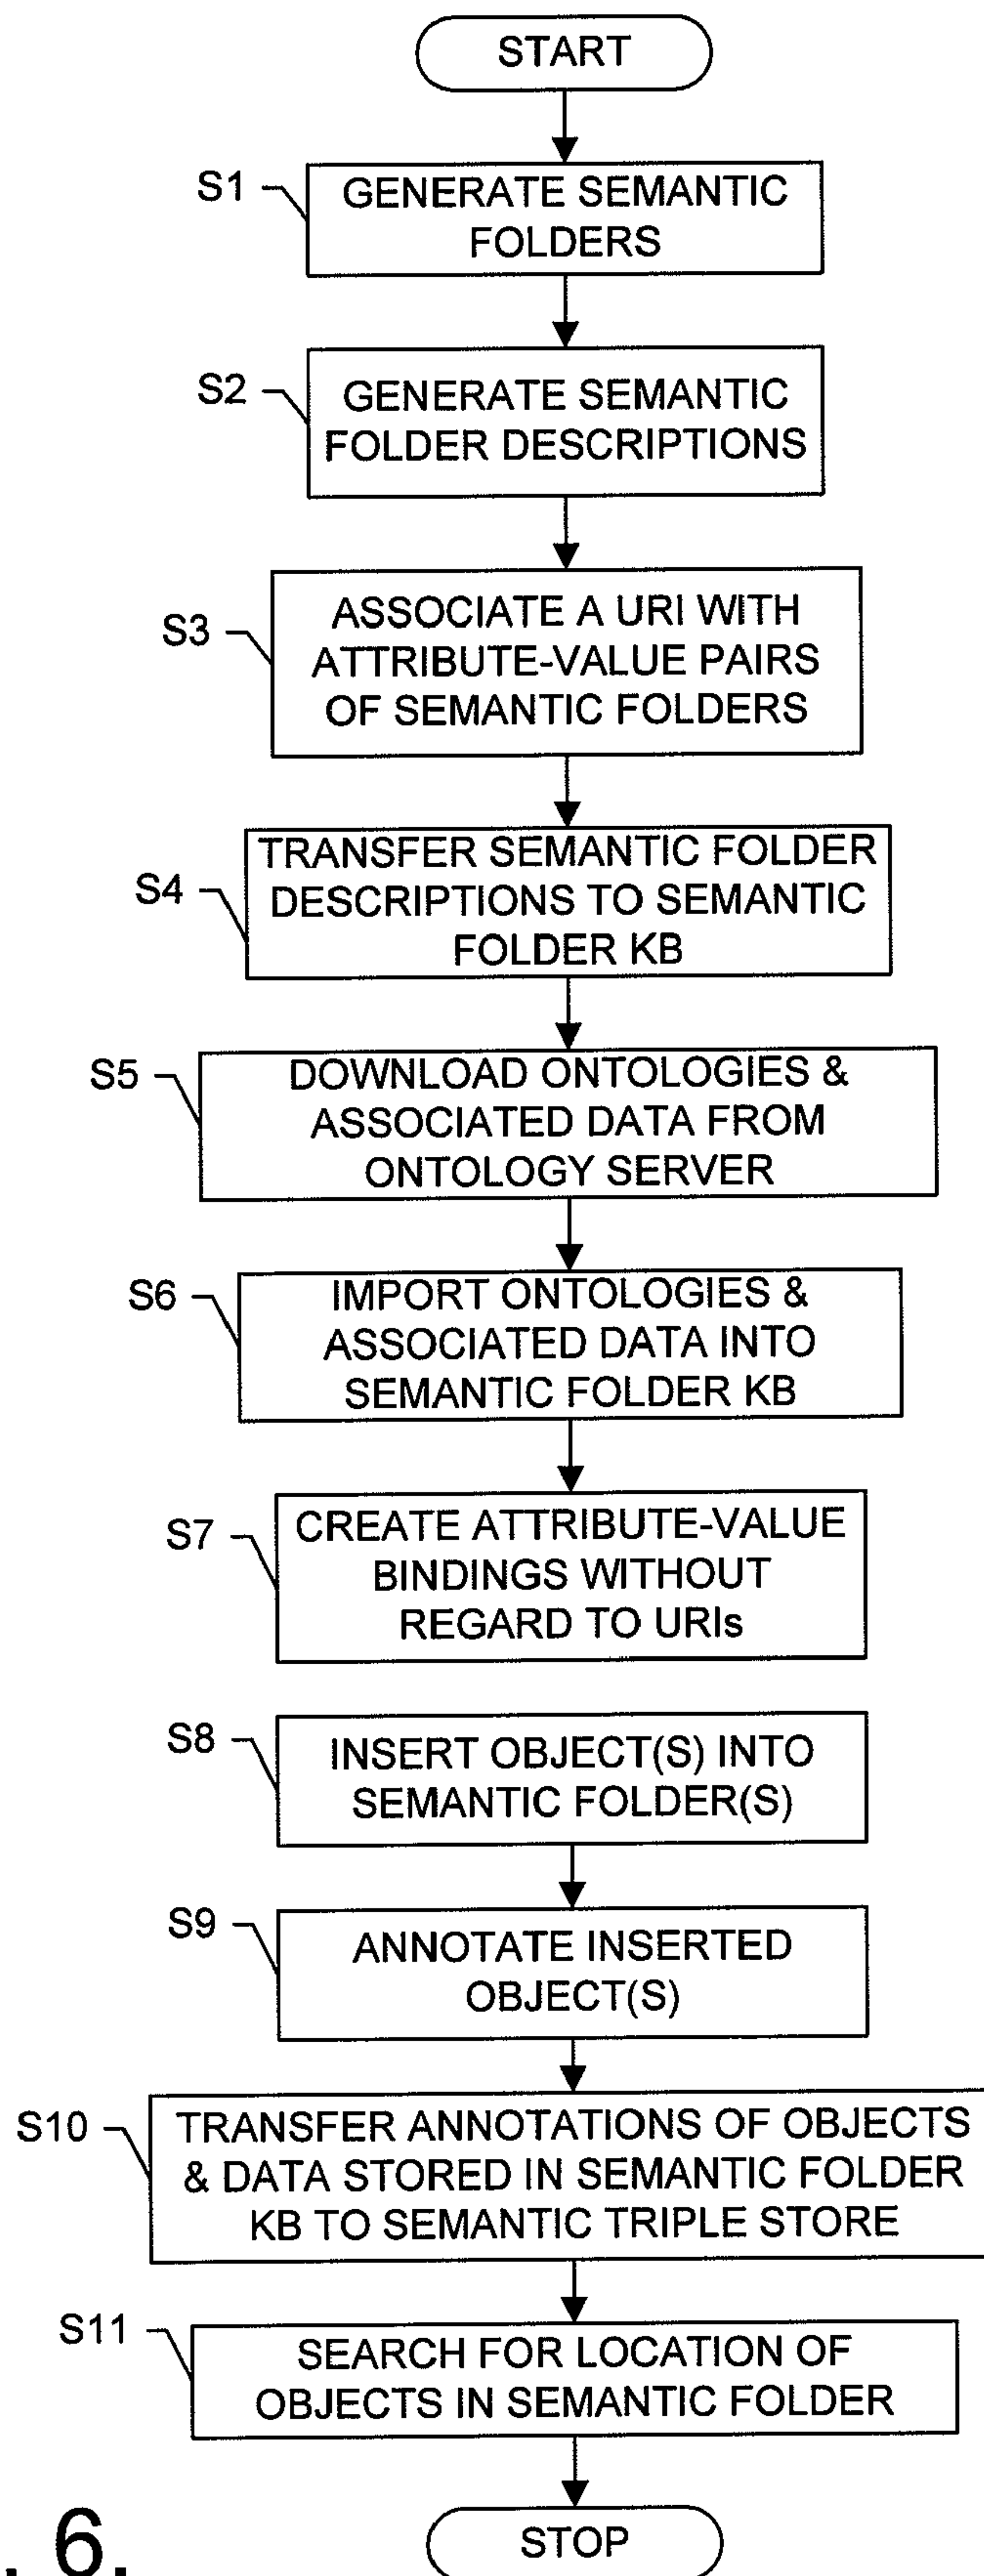 START
S1
GENERATE SEMANTIC
FOLDERS
S2
GENERATE SEMANTIC
FOLDER DESCRIPTIONS
S3
ASSOCIATE A URI WITH
ATTRIBUTE-VALUE PAIRS
OF SEMANTIC FOLDERS
S4
TRANSFER SEMANTIC FOLDER
DESCRIPTIONS TO SEMANTIC
FOLDER KB
S5
DOWNLOAD ONTOLOGIES &
ASSOCIATED DATA FROM
ONTOLOGY SERVER
S6
IMPORT ONTOLOGIES &
ASSOCIATED DATA INTO
SEMANTIC FOLDER KB
S7
CREATE ATTRIBUTE-VALUE
BINDINGS WITHOUT
REGARD TO URIs
S8
INSERT OBJECT(S) INTO
SEMANTIC FOLDER(S)
S9
ANNOTATE INSERTED
OBJECT(S)
S10
TRANSFER ANNOTATIONS OF OBJECTS
& DATA STORED IN SEMANTIC FOLDER
KB TO SEMANTIC TRIPLE STORE
S11
SEARCH FOR LOCATION OF
OBJECTS IN SEMANTIC FOLDER
STOP
. 6.